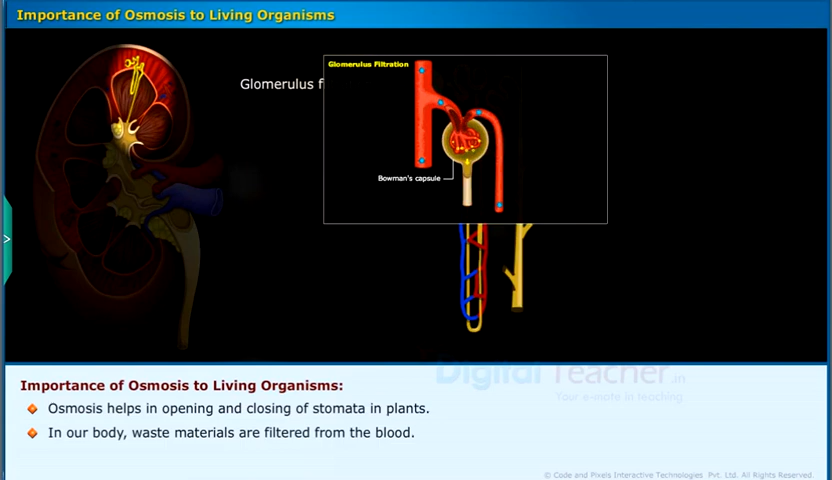 Importance of Osmosis to Living Organisms
Glomerulus f
Glomerulus Filtration
Bowman's capsule
>
Digital Teacher.in
Your e-mate in teaching
Importance of Osmosis to Living Organisms:
Osmosis helps in opening and closing of stomata in plants.
In our body, waste materials are filtered from the blood.
© Code and Pixels Interactive Technologies Pvt. Ltd. All Rights Reserved.